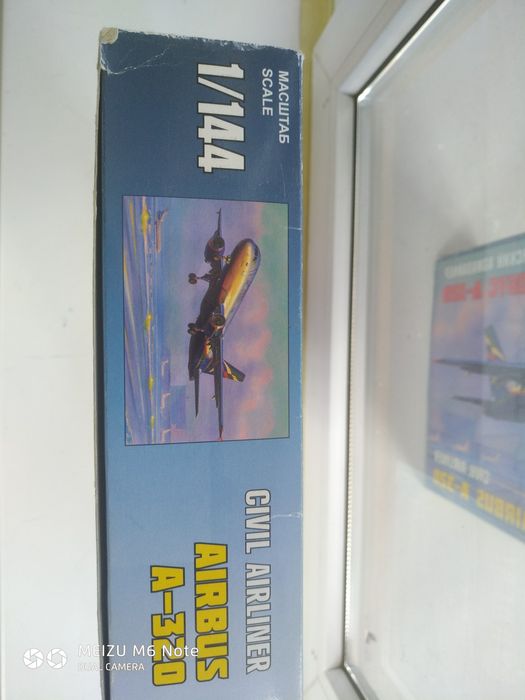 МАСШТАБ
SCALE
1/144
CIVIL AIRLINER
AIRBUS
A-320
MEIZU M6 Note
DUAL CAMERA